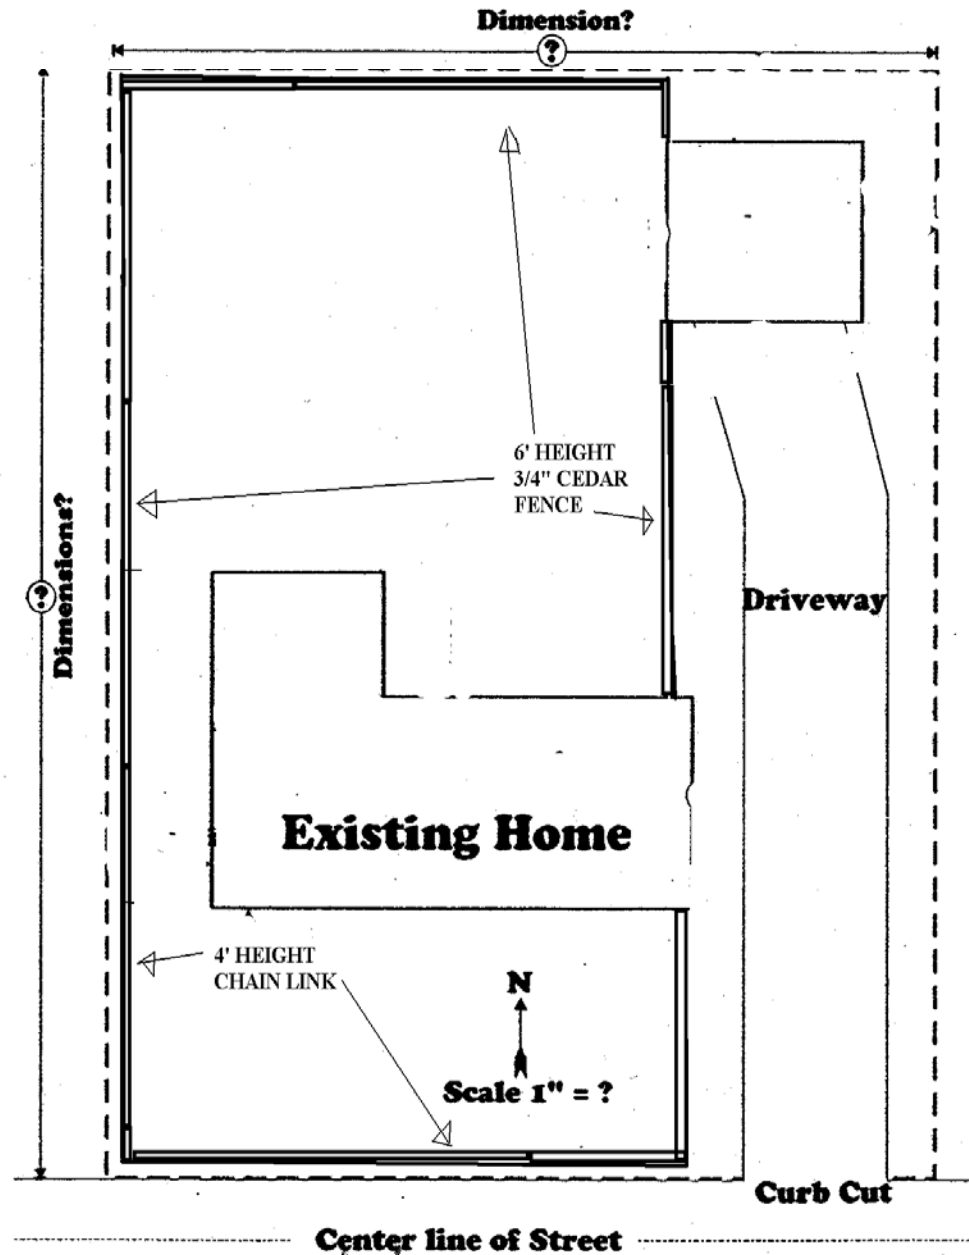 Dimension?
?
6' HEIGHT
3/4" CEDAR
FENCE
Dimensions?
?
Driveway
Existing Home
4' HEIGHT
CHAIN LINK
N
Scale 1" = ?
Curb Cut
Center line of Street